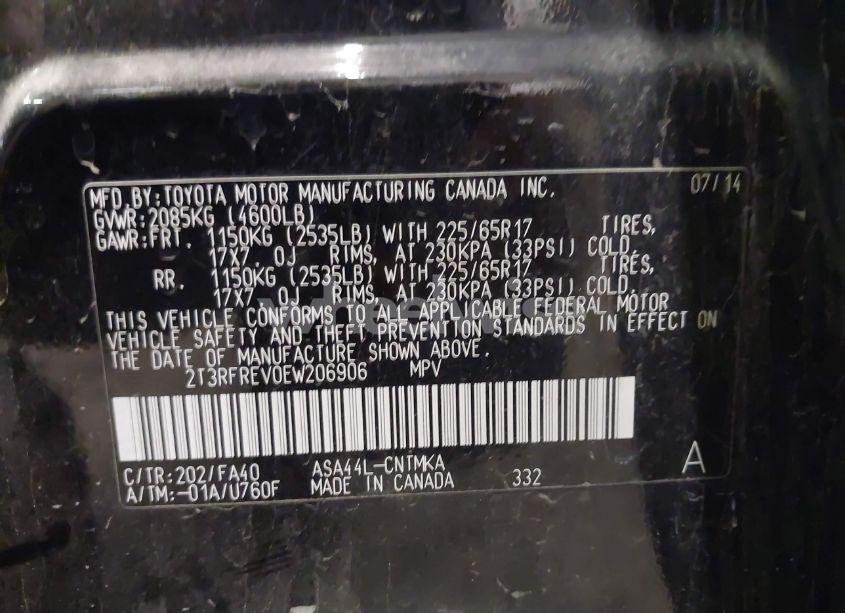 MFD. BY: TOYOTA MOTOR MANUFACTURING CANADA INC. 07/14
GVWR: 2085KG (4600LB)
GAWR: FRT. 1150KG (2535LB) WITH 225/65R17 TIRES,
17X7. 0J RIMS, AT 230KPA (33PSI) COLD.
RR. 1150KG (2535LB) WITH 225/65R17 TIRES,
17X7. 0J RIMS, AT 230KPA (33PSI) COLD.
THIS VEHICLE CONFORMS TO ALL APPLICABLE FEDERAL MOTOR
VEHICLE SAFETY AND THEFT PREVENTION STANDARDS IN EFFECT ON
THE DATE OF MANUFACTURE SHOWN ABOVE.
2T3RFREV0EW206906 MPV
C/TR: 202/FA40 ASA44L-CNTMKA A
A/TM: -01A/U760F MADE IN CANADA 332